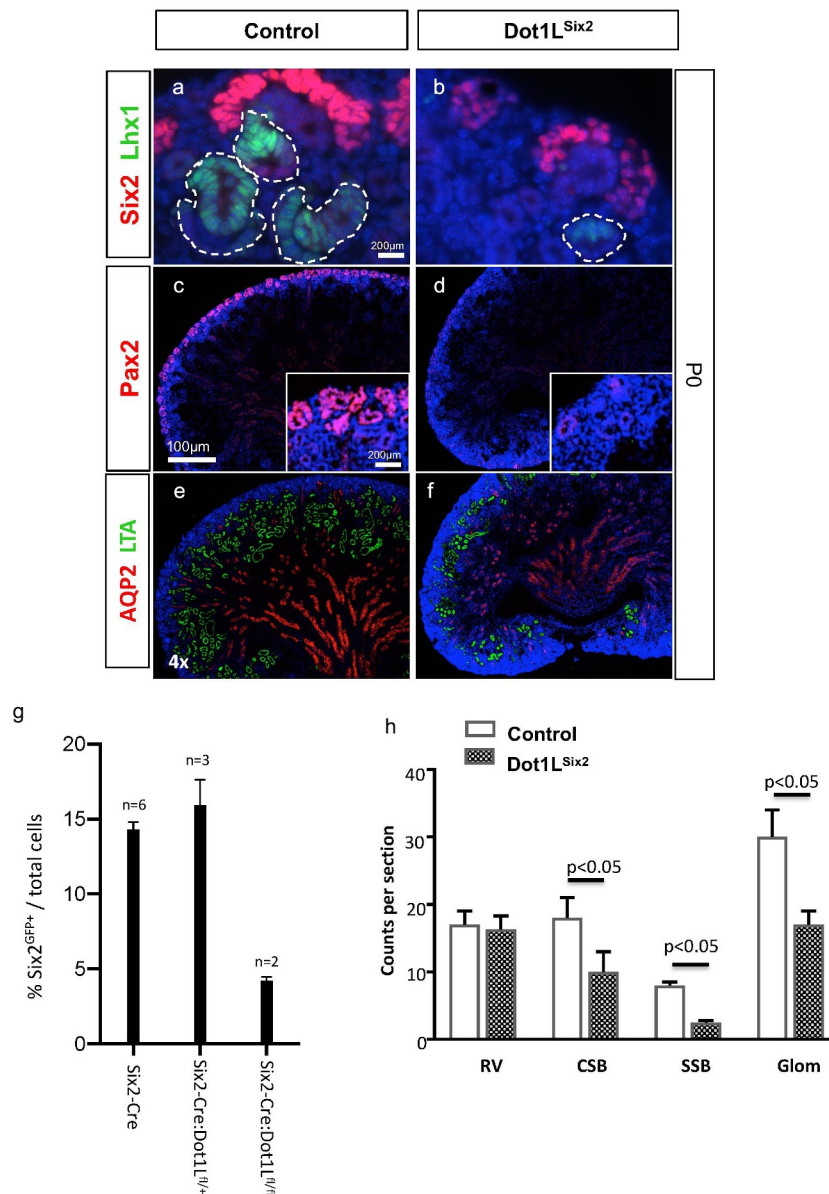 Control
Dot1L^Six2
Six2 Lhx1
a
200µm
b
P0
Pax2
c
100µm
200µm
d
AQP2 LTA
e
4x
f
g
% Six2^GFP+ / total cells
20
15
10
5
0
n=6
n=3
n=2
Six2-Cre
Six2-Cre:Dot1L^fl/+
Six2-Cre:Dot1L^fl/fl
h
Control
Dot1L^Six2
Counts per section
40
30
20
10
0
p<0.05
p<0.05
p<0.05
RV
CSB
SSB
Glom